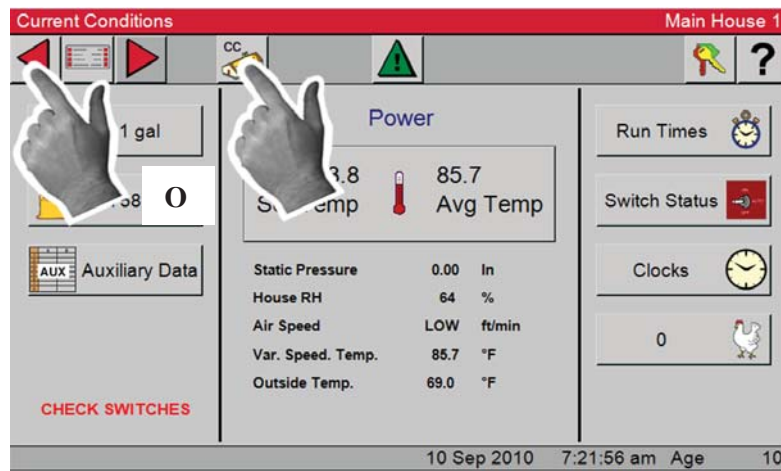 Current Conditions Main House 1
CC
?
1 gal
O
AUX Auxiliary Data
CHECK SWITCHES
Power
85.7
Temp Avg Temp
Static Pressure 0.00 In
House RH 64 %
Air Speed LOW ft/min
Var. Speed. Temp. 85.7 °F
Outside Temp. 69.0 °F
Run Times
Switch Status
Clocks
0
10 Sep 2010 7:21:56 am Age 10